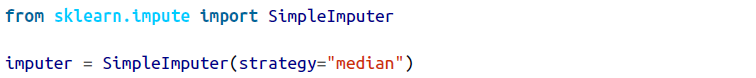 from sklearn.impute import SimpleImputer
imputer = SimpleImputer(strategy="median")